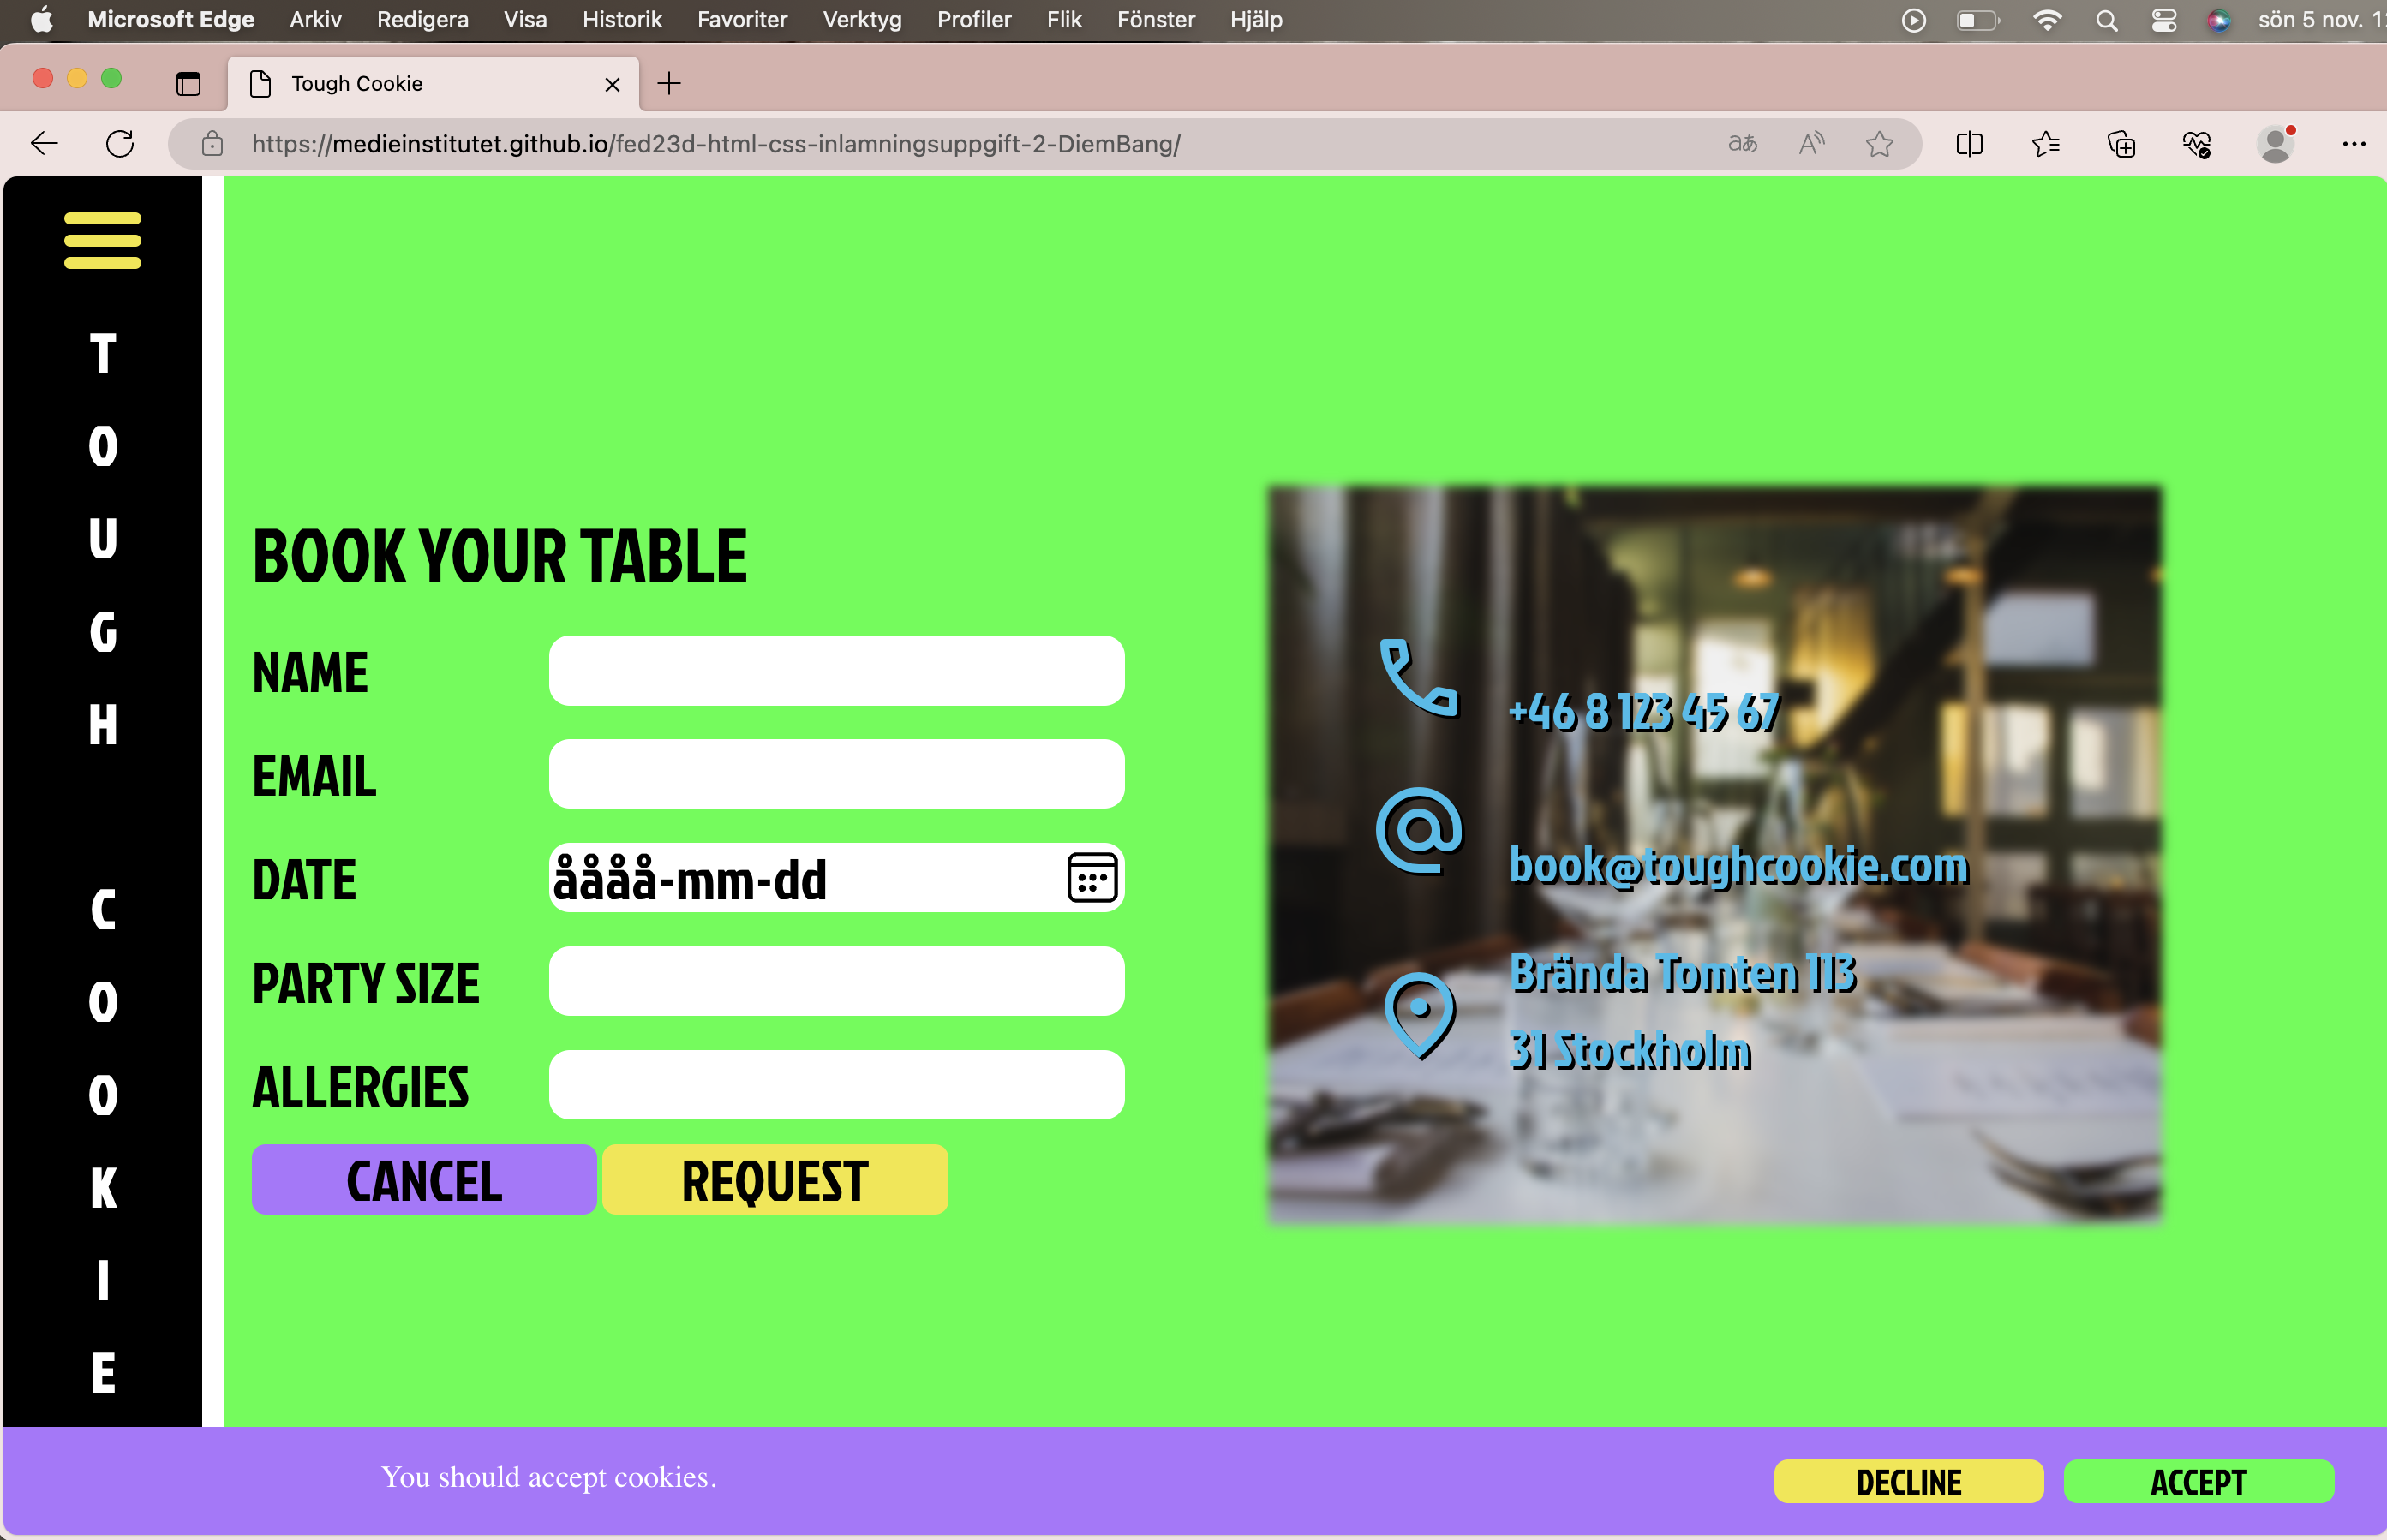 Microsoft Edge Arkiv Redigera Visa Historik Favoriter Verktyg Profiler Flik Fönster Hjälp sön 5 nov. 1
Tough Cookie
https://medieinstitutet.github.io/fed23d-html-css-inlamningsuppgift-2-DiemBang/
TOUGH COOKIE
BOOK YOUR TABLE
NAME
EMAIL
DATE åååå-mm-dd
PARTY SIZE
ALLERGIES
CANCEL REQUEST
+46 8 123 45 67
book@toughcookie.com
Brända Tomten 113
31 Stockholm
You should accept cookies.
DECLINE ACCEPT